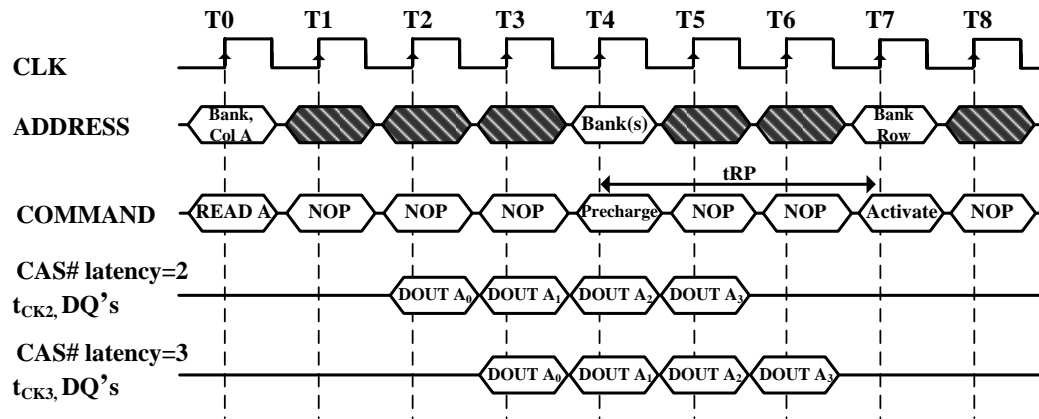 T0 T1 T2 T3 T4 T5 T6 T7 T8
CLK
ADDRESS Bank, Col A Bank(s) Bank Row
tRP
COMMAND READ A NOP NOP NOP Precharge NOP NOP Activate NOP
CAS# latency=2
tCK2, DQ’s DOUT A0 DOUT A1 DOUT A2 DOUT A3
CAS# latency=3
tCK3, DQ’s DOUT A0 DOUT A1 DOUT A2 DOUT A3